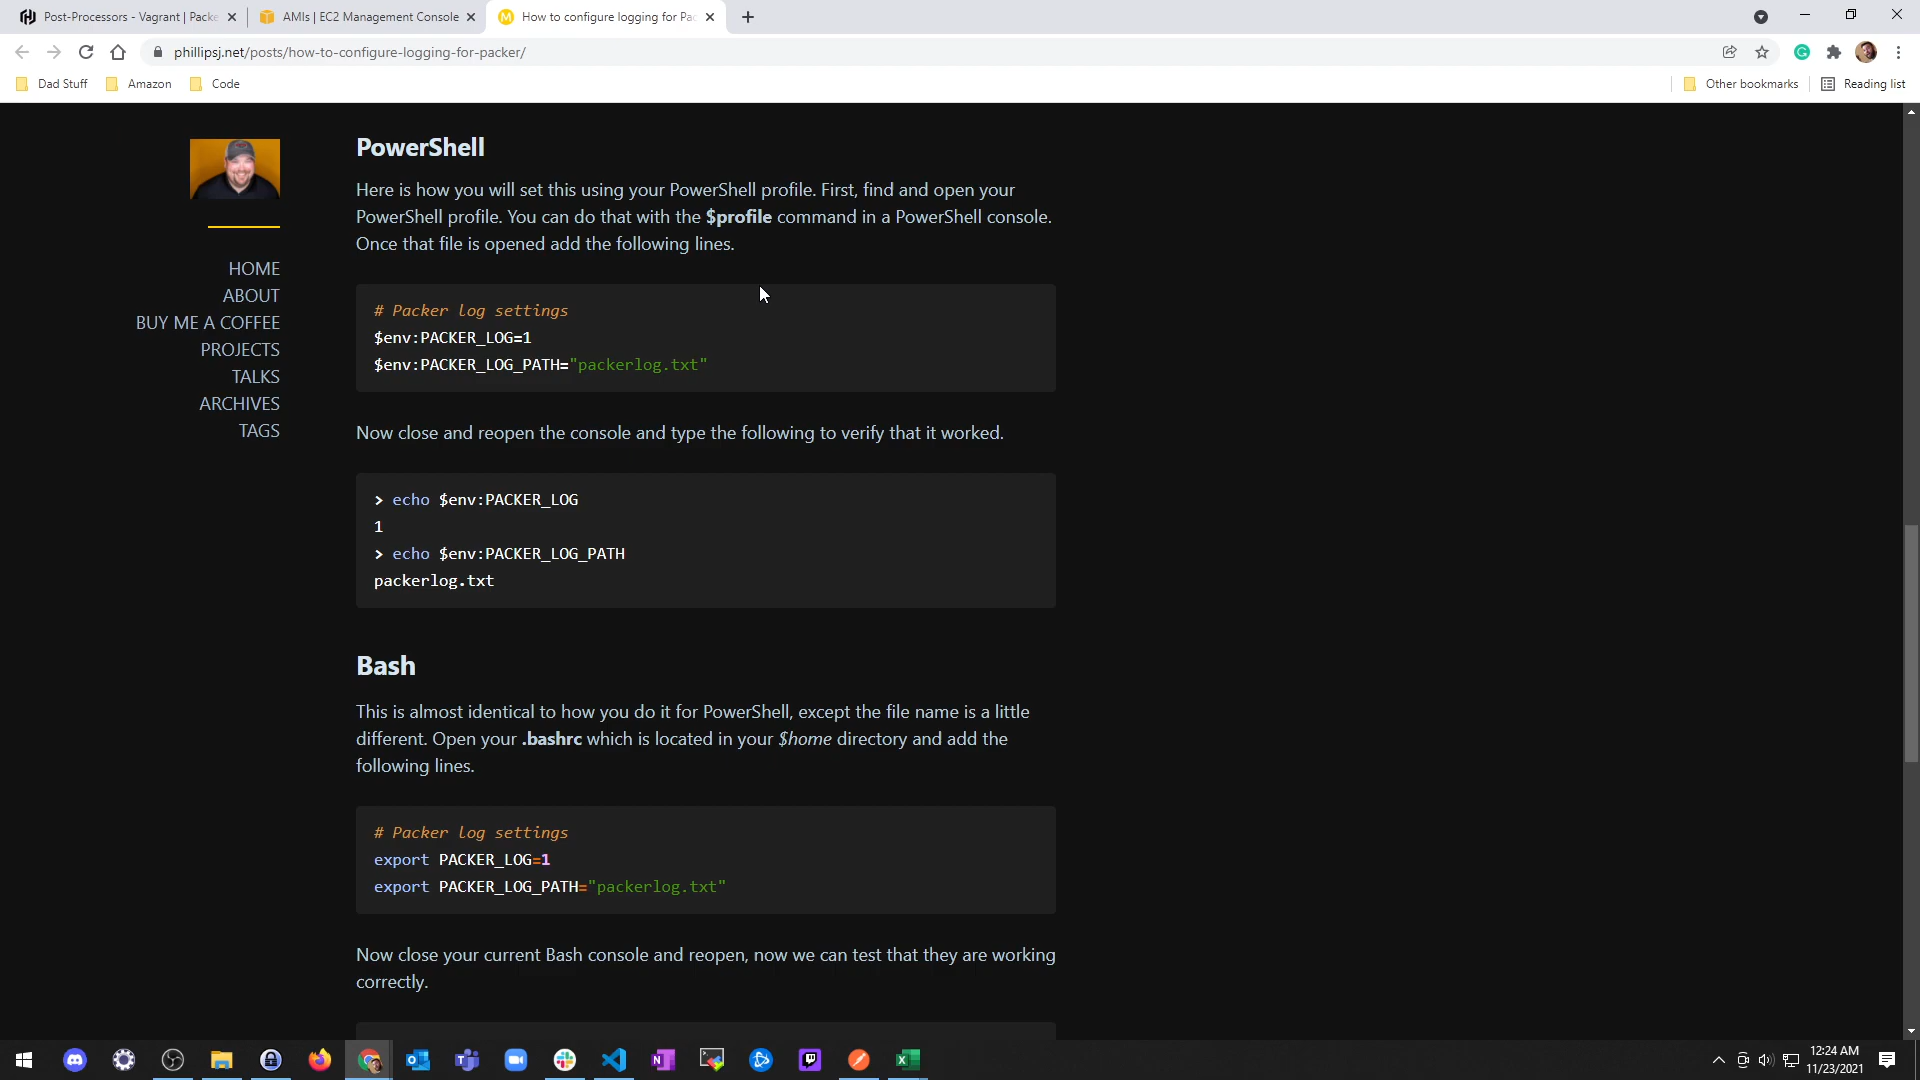 Post-Processors - Vagrant | Packe
AMIs | EC2 Management Console
How to configure logging for Pac
phillipsj.net/posts/how-to-configure-logging-for-packer/
Dad Stuff
Amazon
Code
Other bookmarks
Reading list
HOME
ABOUT
BUY ME A COFFEE
PROJECTS
TALKS
ARCHIVES
TAGS
PowerShell
Here is how you will set this using your PowerShell profile. First, find and open your
PowerShell profile. You can do that with the $profile command in a PowerShell console.
Once that file is opened add the following lines.
# Packer log settings
$env:PACKER_LOG=1
$env:PACKER_LOG_PATH="packerlog.txt"
Now close and reopen the console and type the following to verify that it worked.
> echo $env:PACKER_LOG
1
> echo $env:PACKER_LOG_PATH
packerlog.txt
Bash
This is almost identical to how you do it for PowerShell, except the file name is a little
different. Open your .bashrc which is located in your $home directory and add the
following lines.
# Packer log settings
export PACKER_LOG=1
export PACKER_LOG_PATH="packerlog.txt"
Now close your current Bash console and reopen, now we can test that they are working
correctly.
12:24 AM
11/23/2021